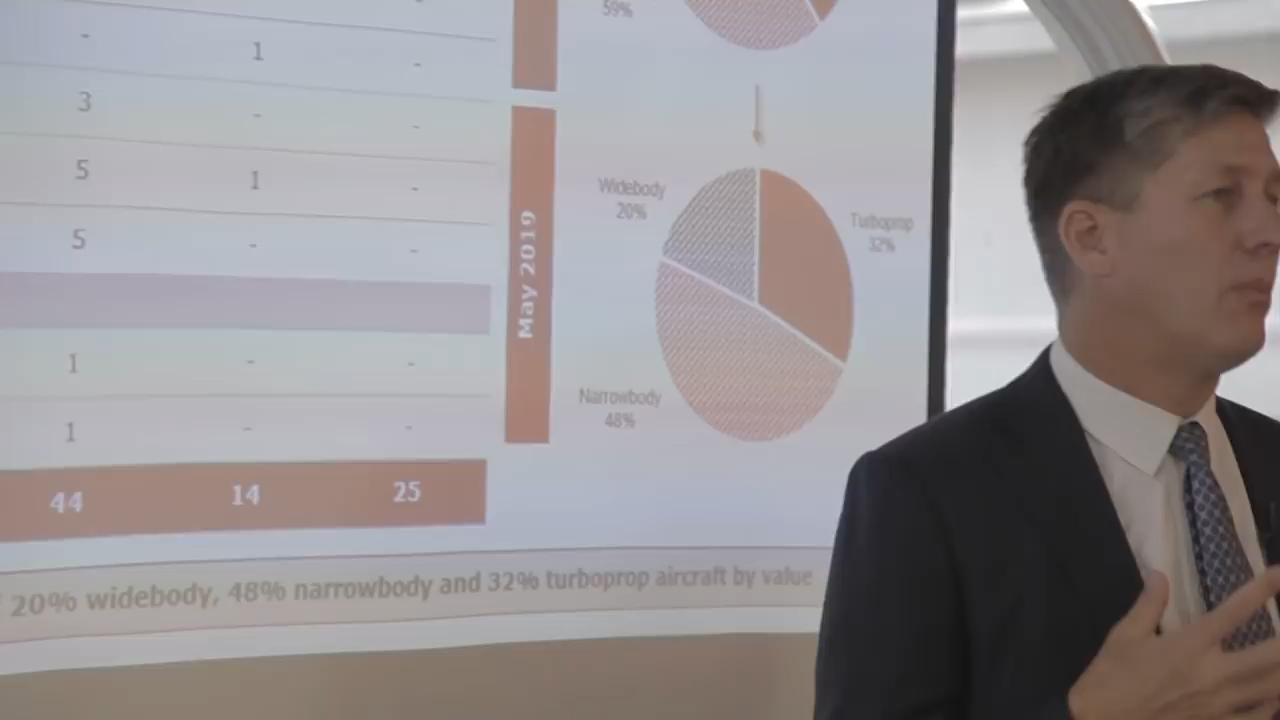 59%
- 1 -
3 - -
5 1 -
5 - -
1 - -
1 - -
44 14 25
May 2019
Widebody
20%
Turboprop
32%
Narrowbody
48%
20% widebody, 48% narrowbody and 32% turboprop aircraft by value